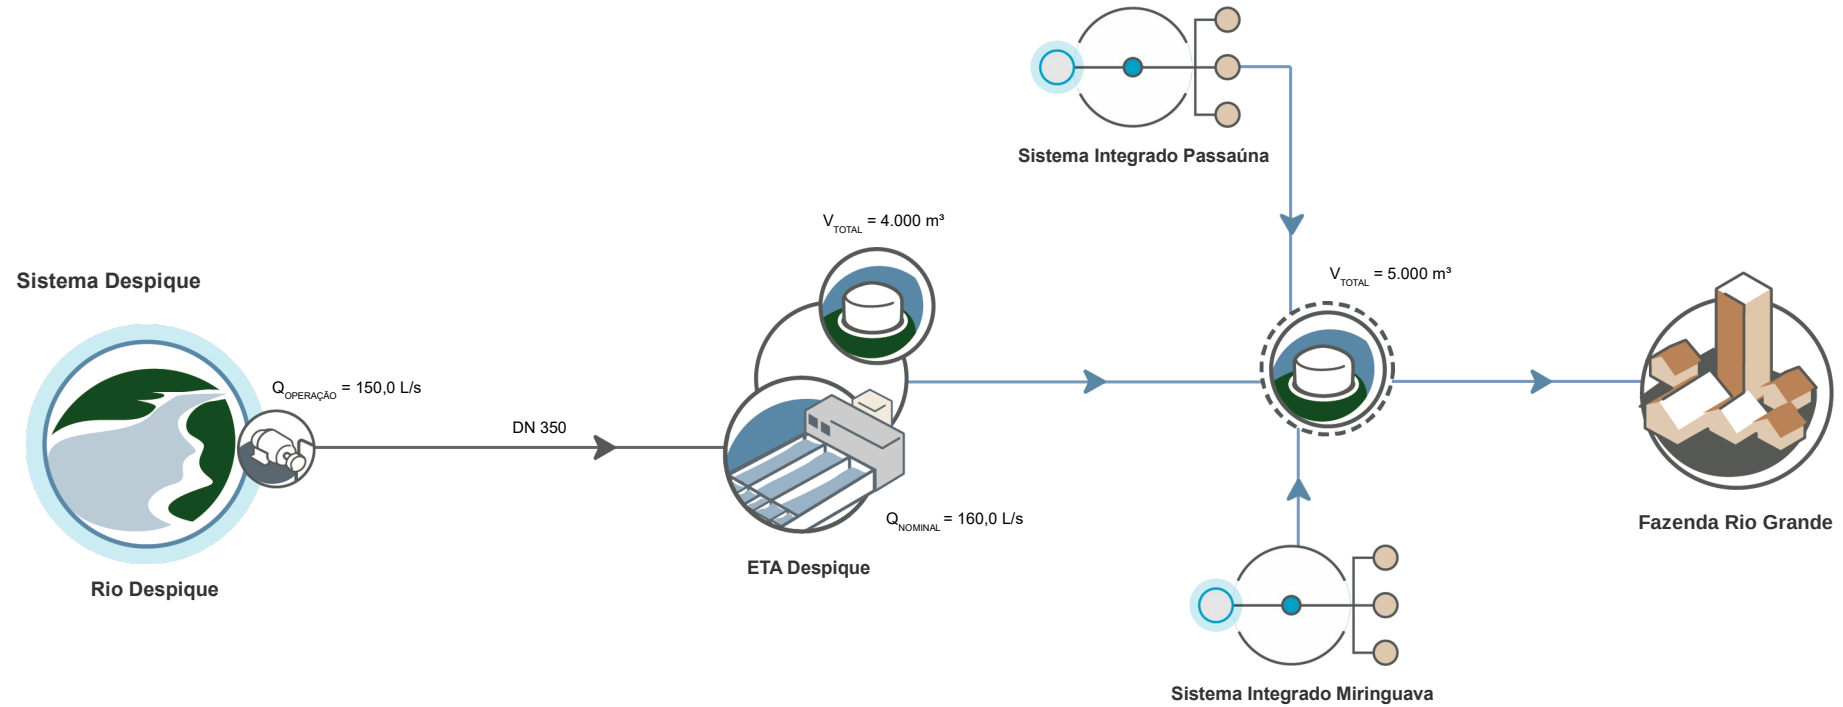 Sistema Integrado Passaúna
V TOTAL = 4.000 m³
V TOTAL = 5.000 m³
Sistema Despique
Q OPERAÇÃO = 150,0 L/s
DN 350
Q NOMINAL = 160,0 L/s
Fazenda Rio Grande
ETA Despique
Rio Despique
Sistema Integrado Miringuava